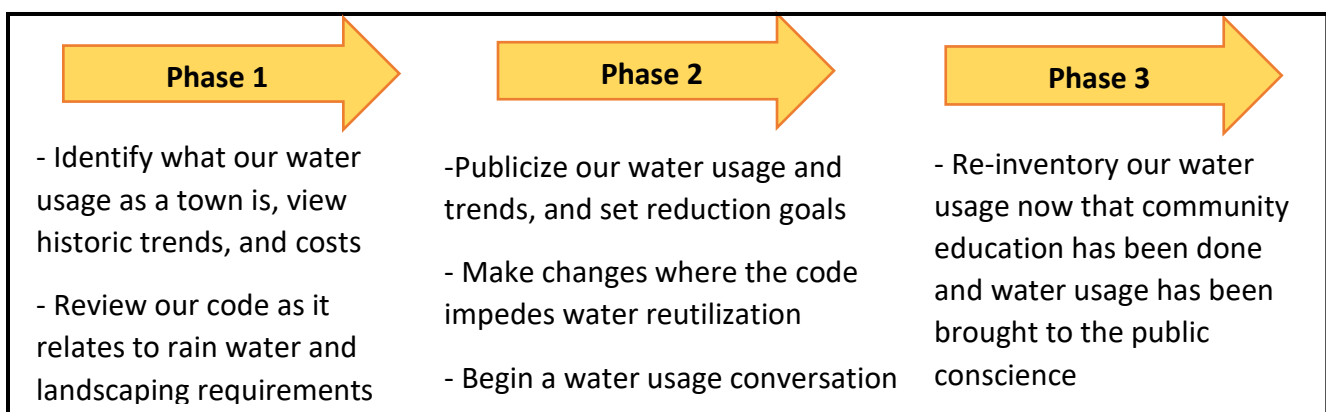 Phase 1
- Identify what our water
usage as a town is, view
historic trends, and costs
- Review our code as it
relates to rain water and
landscaping requirements
Phase 2
-Publicize our water usage and
trends, and set reduction goals
- Make changes where the code
impedes water reutilization
- Begin a water usage conversation
Phase 3
- Re-inventory our water
usage now that community
education has been done
and water usage has been
brought to the public
conscience